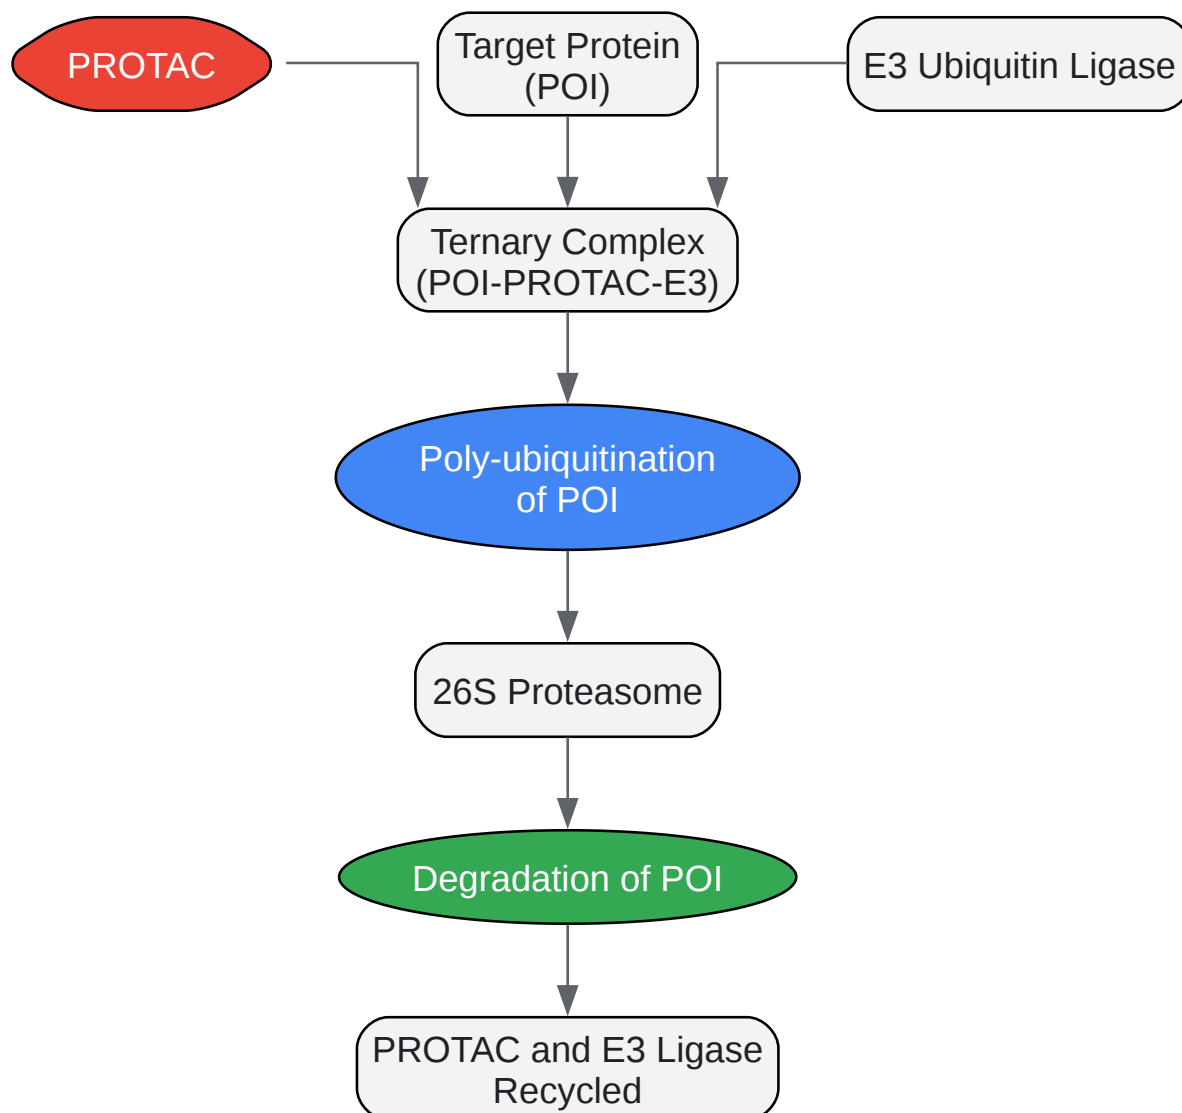 PROTAC
Target Protein
(POI)
E3 Ubiquitin Ligase
Ternary Complex
(POI-PROTAC-E3)
Poly-ubiquitination
of POI
26S Proteasome
Degradation of POI
PROTAC and E3 Ligase
Recycled